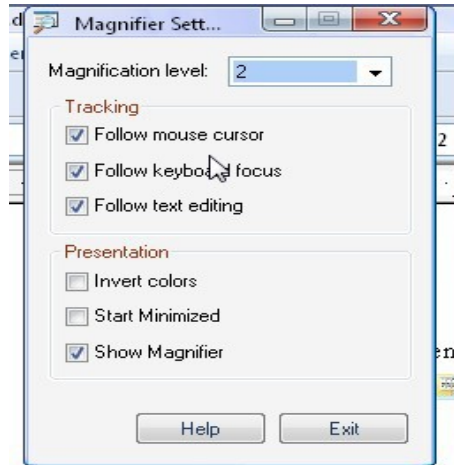 Magnifier Sett...
Magnification level: 2
Tracking
Follow mouse cursor
Follow keyboard focus
Follow text editing
Presentation
Invert colors
Start Minimized
Show Magnifier
Help Exit